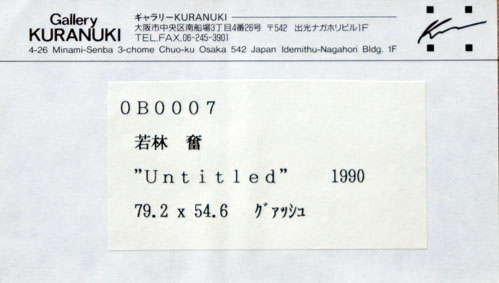 Gallery
KURANUKI
ギャラリーKURANUKI
大阪市中央区南船場3丁目4番26号 〒542 出光ナガホリビル1F
TEL.FAX.06-245-3901
4-26 Minami-Senba 3-chome Chuo-ku Osaka 542 Japan Idemithu-Nagahori Bldg. 1F
OB0007
若林 奮
"Untitled" 1990
79.2 x 54.6 グァッシュ